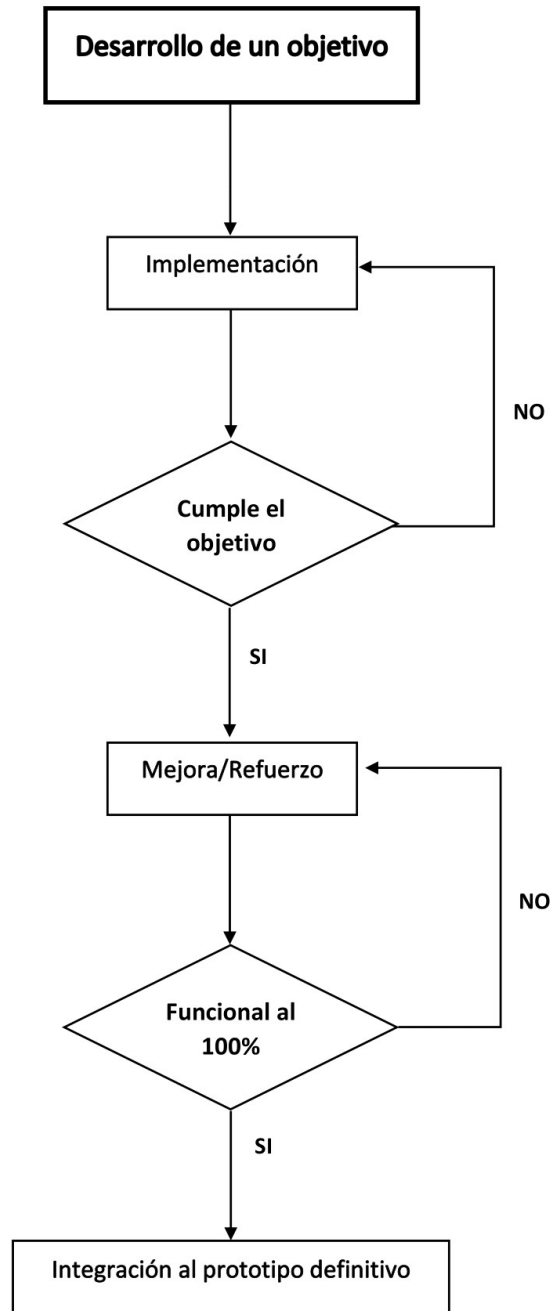 Desarrollo de un objetivo
Implementación
NO
Cumple el
objetivo
SI
Mejora/Refuerzo
NO
Funcional al
100%
SI
Integración al prototipo definitivo